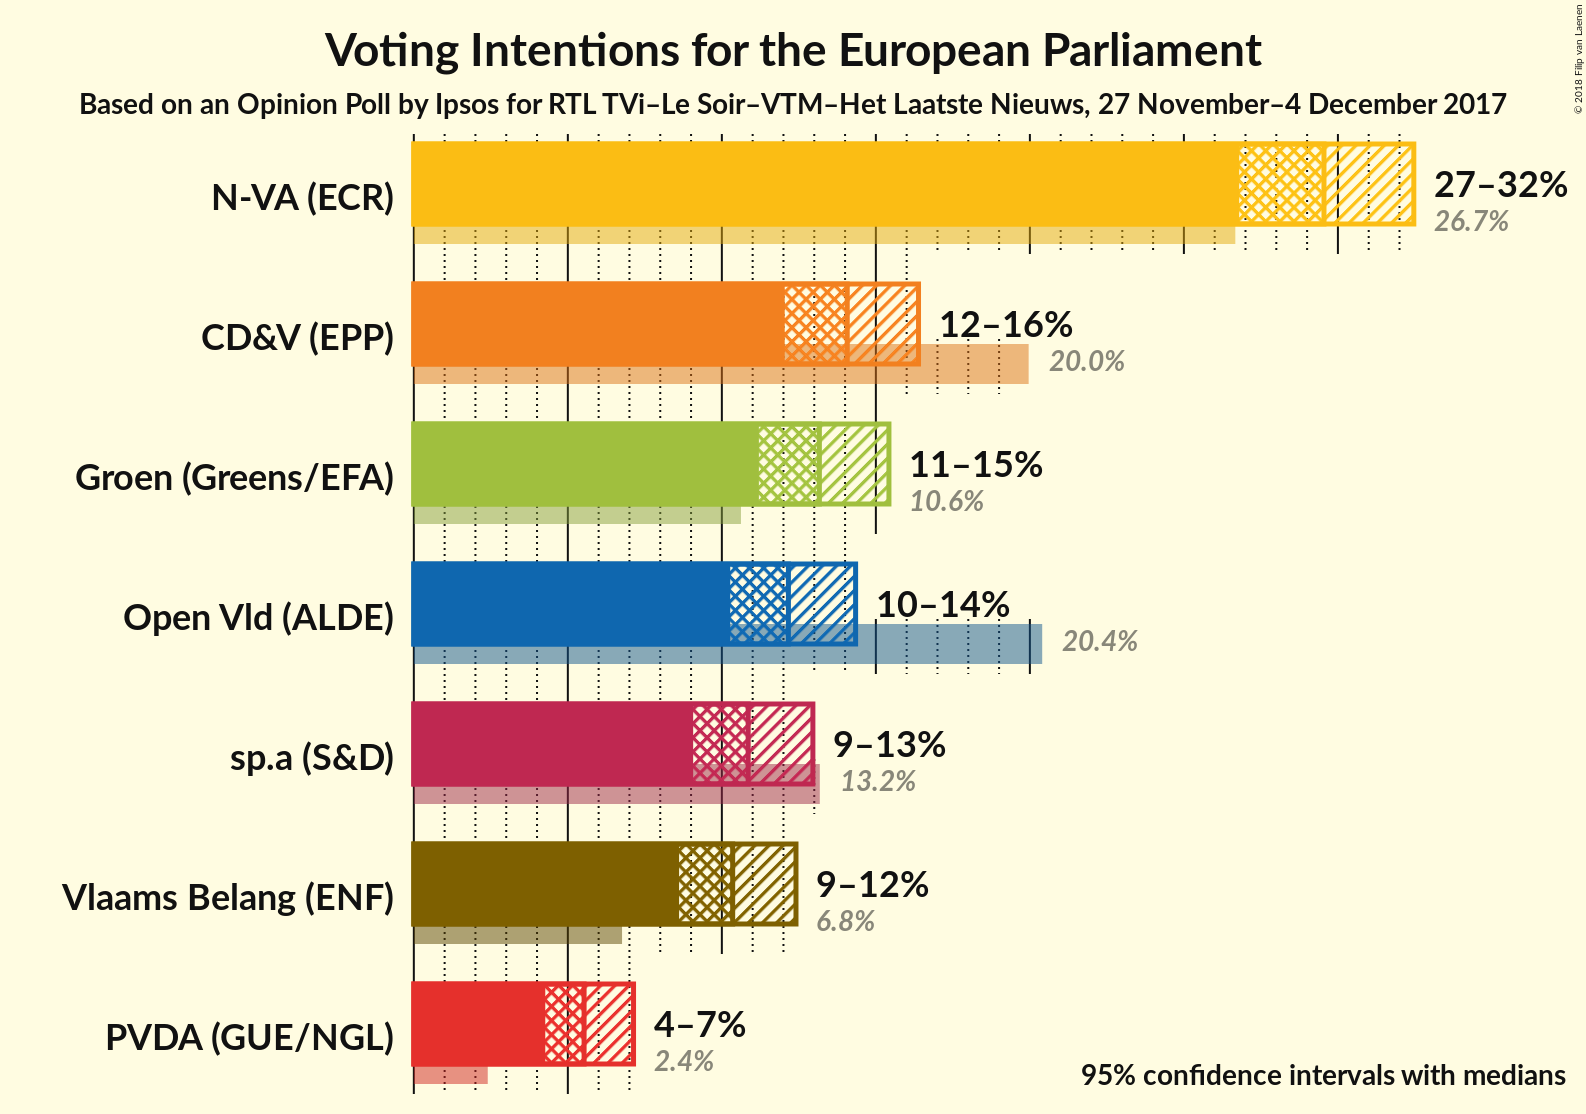 Voting Intentions for the European Parliament
Based on an Opinion Poll by Ipsos for RTL TVi–Le Soir–VTM–Het Laatste Nieuws, 27 November–4 December 2017
© 2018 Filip van Laenen
N-VA (ECR)
27–32%
26.7%
CD&V (EPP)
12–16%
20.0%
Groen (Greens/EFA)
11–15%
10.6%
Open Vld (ALDE)
10–14%
20.4%
sp.a (S&D)
9–13%
13.2%
Vlaams Belang (ENF)
9–12%
6.8%
PVDA (GUE/NGL)
4–7%
2.4%
95% confidence intervals with medians